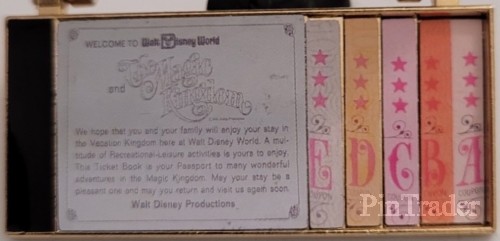 WELCOME TO Walt Disney World
and The Magic Kingdom
We hope that you and your family will enjoy your stay
in the Vacation Kingdom here at Walt Disney World. A mul-
titude of Recreational-Leisure activities is yours to enjoy.
This Ticket Book is your Passport to many wonderful
adventures in the Magic Kingdom. May your stay be a
pleasant one and may you return and visit us again soon.
Walt Disney Productions
E D C B A
PinTrader